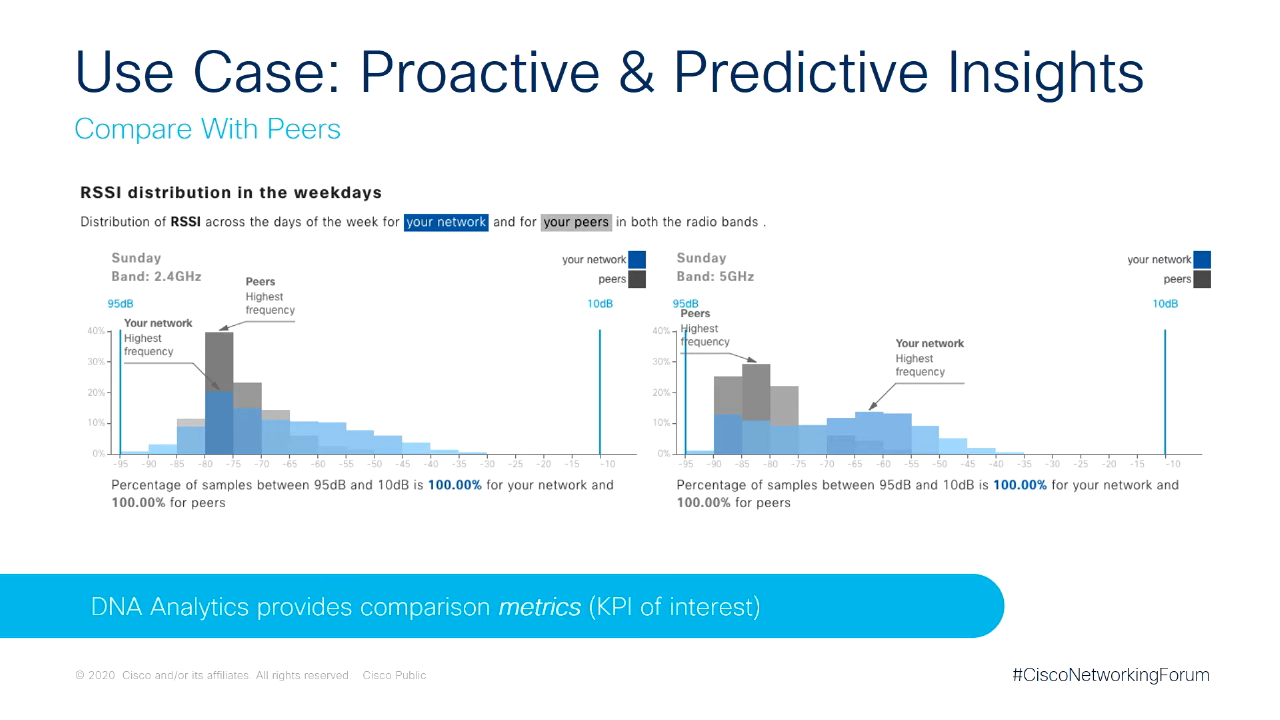 Use Case: Proactive & Predictive Insights
Compare With Peers
RSSI distribution in the weekdays
Distribution of RSSI across the days of the week for your network and for your peers in both the radio bands .
Sunday
Band: 2.4GHz
your network
peers
95dB
10dB
Peers
Highest
frequency
Your network
Highest
frequency
40%
30%
20%
10%
0%
-95 -90 -85 -80 -75 -70 -65 -60 -55 -50 -45 -40 -35 -30 -25 -20 -15 -10
Percentage of samples between 95dB and 10dB is 100.00% for your network and
100.00% for peers
Sunday
Band: 5GHz
your network
peers
95dB
10dB
Peers
Highest
frequency
Your network
Highest
frequency
40%
30%
20%
10%
0%
-95 -90 -85 -80 -75 -70 -65 -60 -55 -50 -45 -40 -35 -30 -25 -20 -15 -10
Percentage of samples between 95dB and 10dB is 100.00% for your network and
100.00% for peers
DNA Analytics provides comparison metrics (KPI of interest)
© 2020 Cisco and/or its affiliates. All rights reserved. Cisco Public
#CiscoNetworkingForum